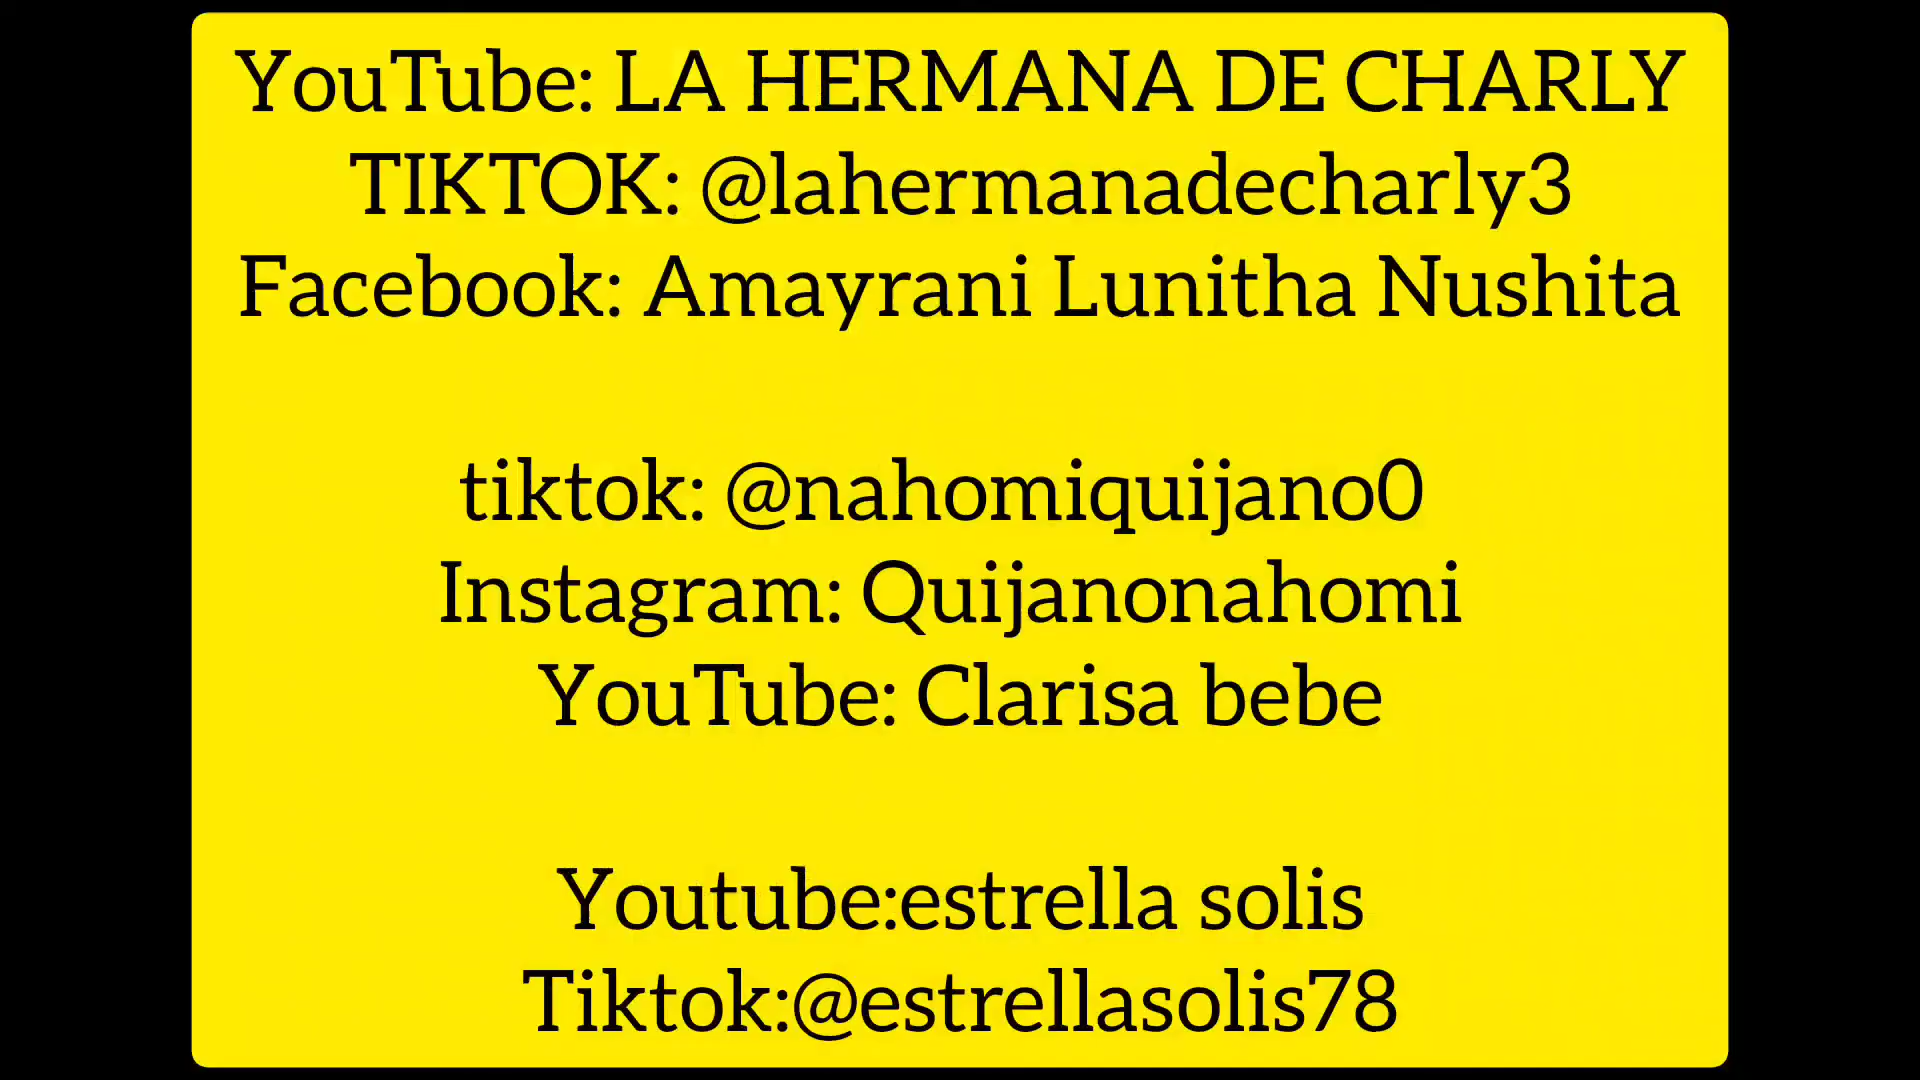 YouTube: LA HERMANA DE CHARLY
TIKTOK: @lahermanadecharly3
Facebook: Amayrani Lunitha Nushita
tiktok: @nahomiquijano0
Instagram: Quijanonahomi
YouTube: Clarisa bebe
Youtube:estrella solis
Tiktok:@estrellasolis78